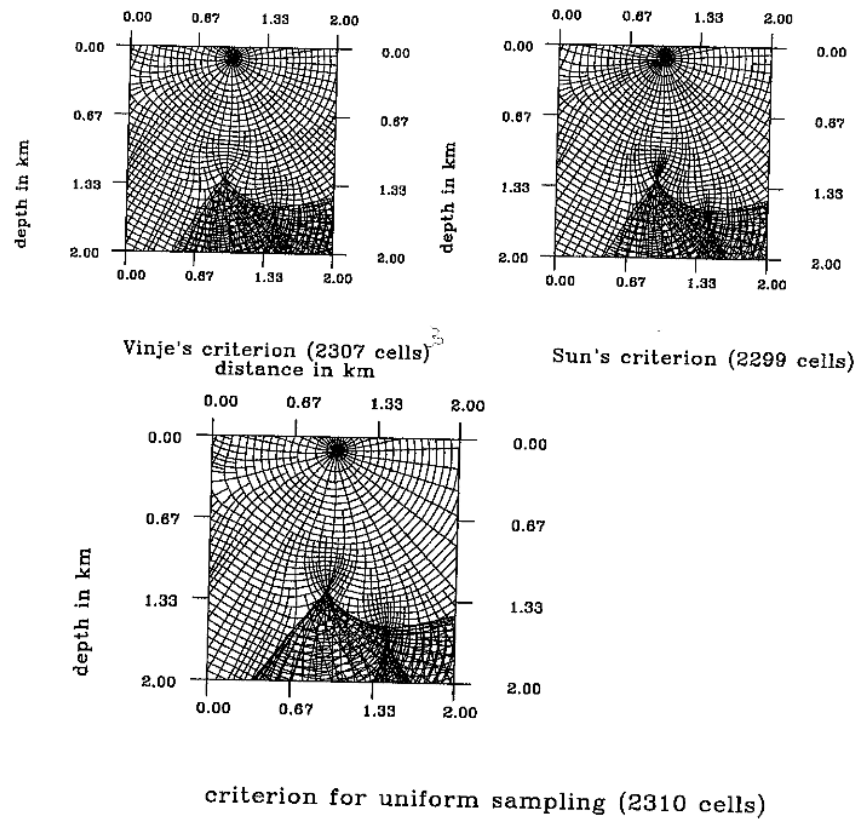 0.00 0.67 1.33 2.00 0.00 0.67 1.33 2.00
0.00 0.00 0.00 0.00
0.67 0.67 0.67 0.67
depth in km depth in km
1.33 1.33 1.33 1.33
2.00 2.00 2.00 2.00
0.00 0.67 1.33 2.00 0.00 0.67 1.33 2.00
Vinje's criterion (2307 cells) Sun's criterion (2299 cells)
distance in km
0.00 0.67 1.33 2.00
0.00 0.00
0.67 0.67
depth in km
1.33 1.33
2.00 2.00
0.00 0.67 1.33 2.00
criterion for uniform sampling (2310 cells)